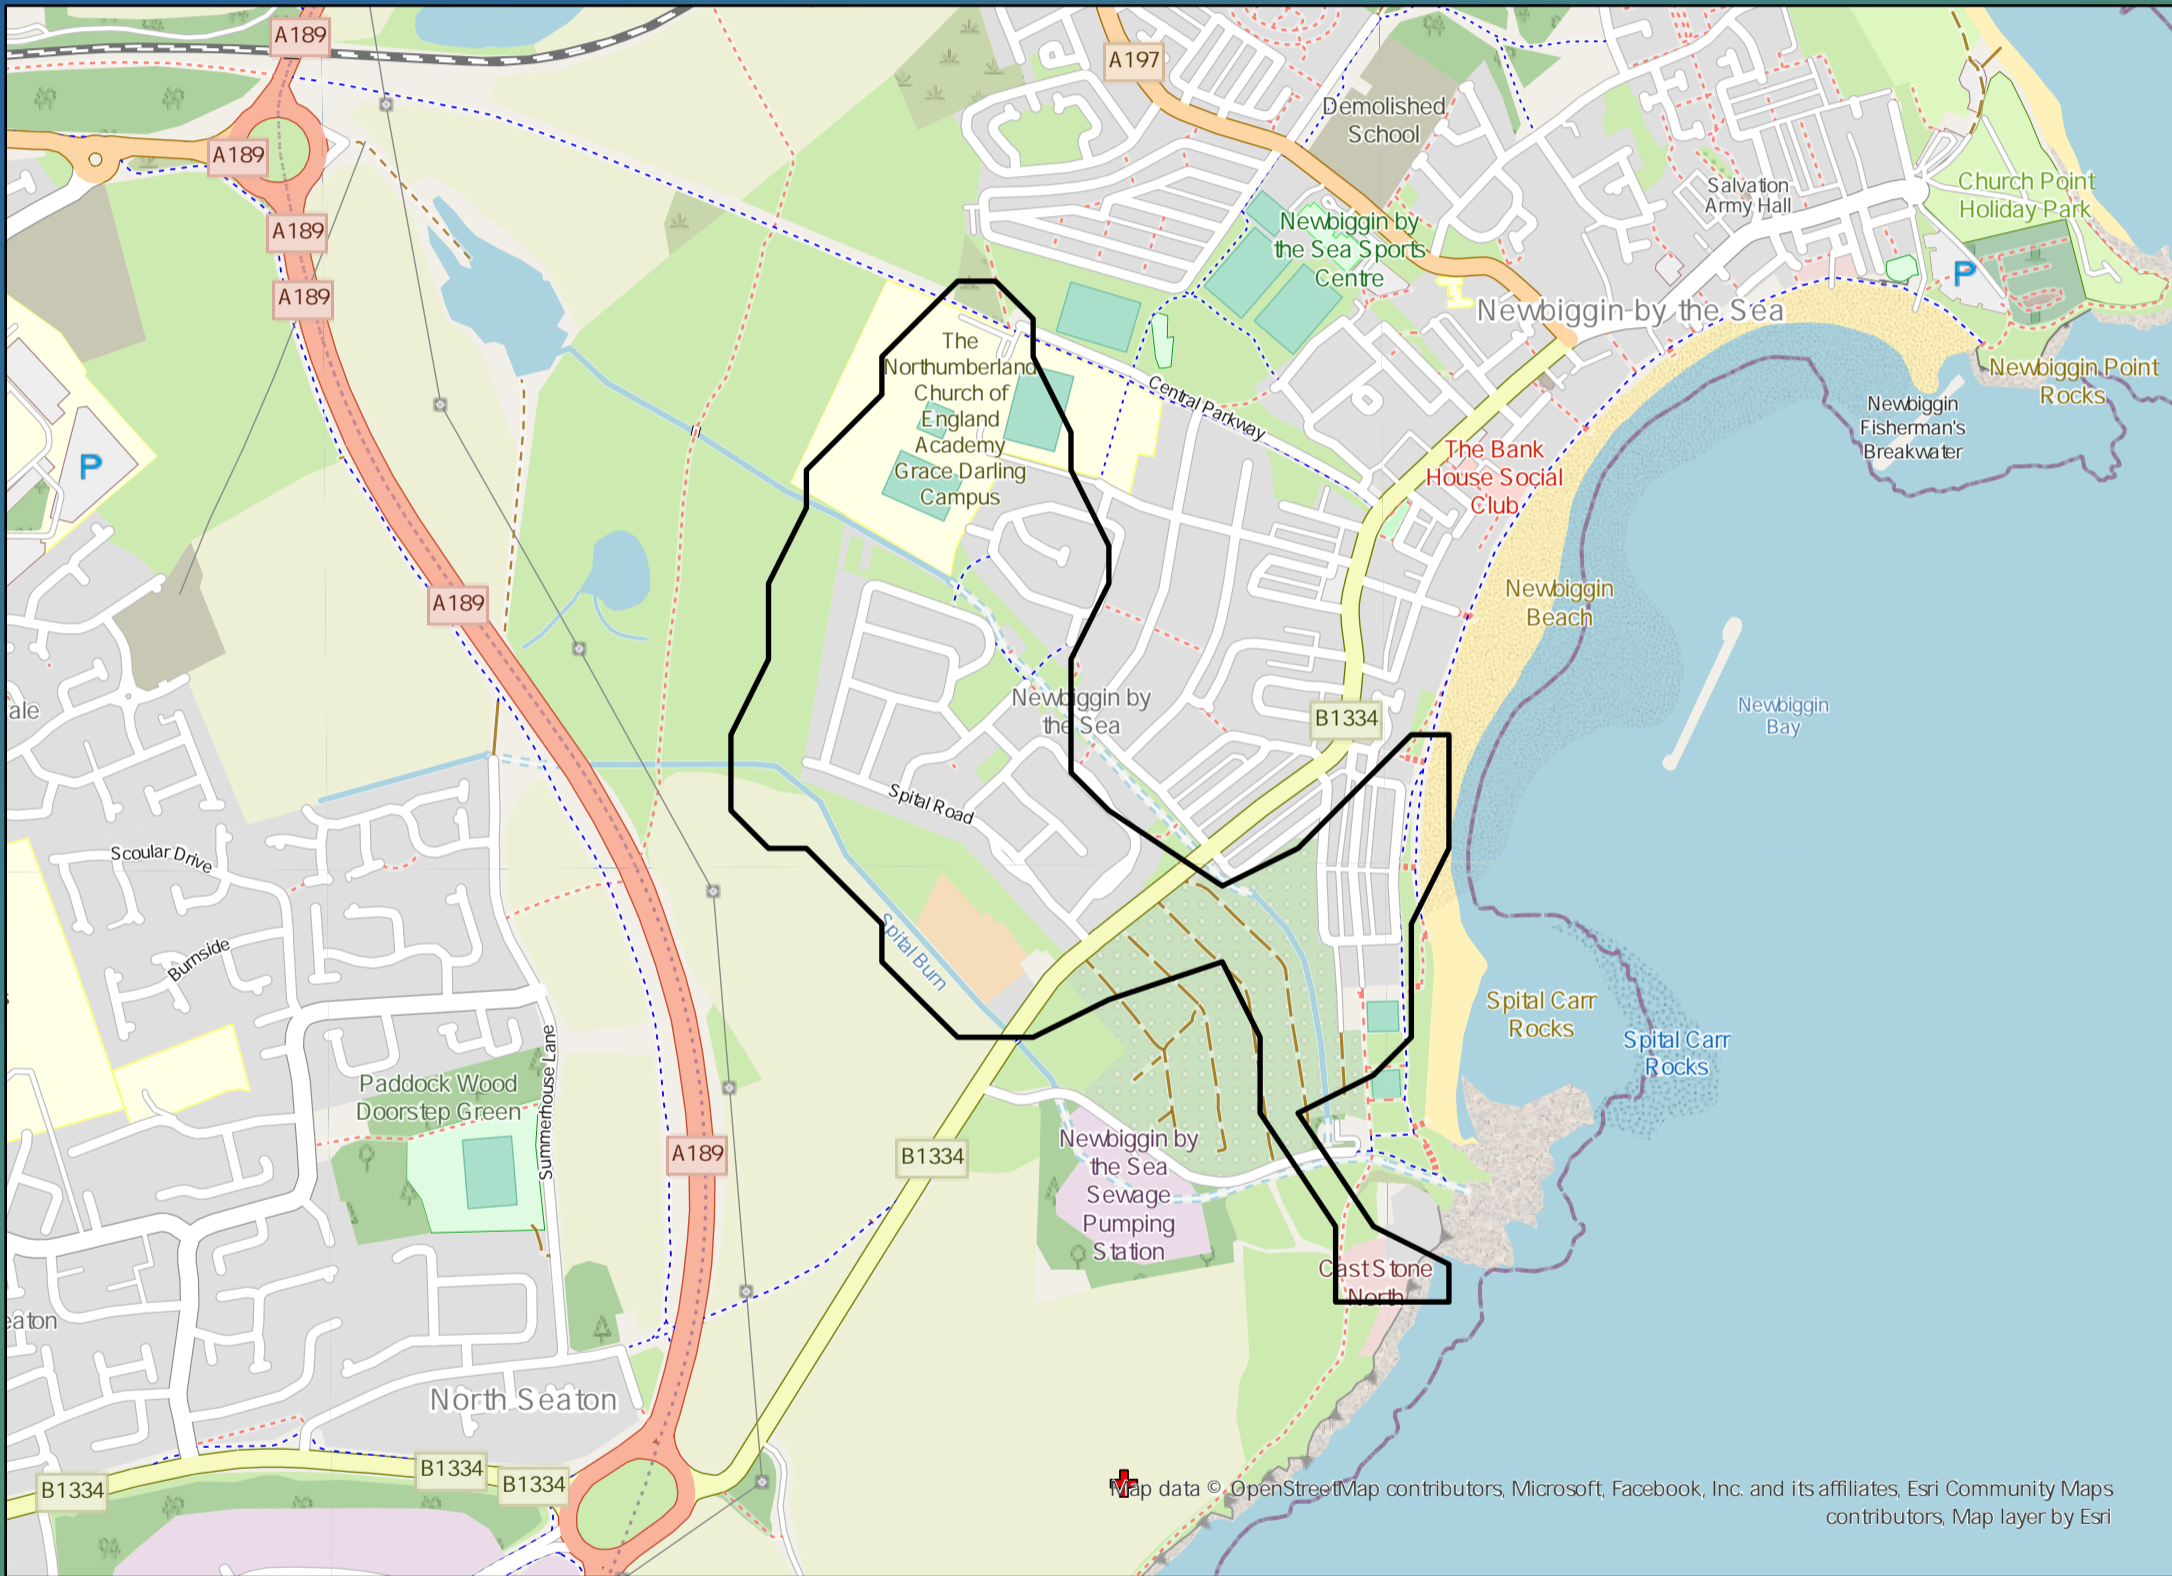 A189
A197
Demolished
School
A189
Salvation
Army Hall
Church Point
Holiday Park
A189
Newbiggin by
the Sea Sports
Centre
P
A189
Newbiggin by the Sea
The
Northumberland
Church of
England
Academy
Grace Darling
Campus
Central Parkway
Newbiggin Point
Rocks
Newbiggin
Fisherman's
Breakwater
P
The Bank
House Social
Club
A189
Newbiggin
Beach
ale
Newbiggin by
the Sea
B1334
Newbiggin
Bay
Spital Road
Scoular Drive
Burnside
Spital Burn
s
Spital Carr
Rocks
Spital Carr
Rocks
Summerhouse Lane
Paddock Wood
Doorstep Green
A189
B1334
Newbiggin by
the Sea
Sewage
Pumping
Station
Cast Stone
North
eaton
North Seaton
B1334
B1334
B1334
Map data © OpenStreetMap contributors, Microsoft, Facebook, Inc. and its affiliates, Esri Community Maps
contributors, Map layer by Esri